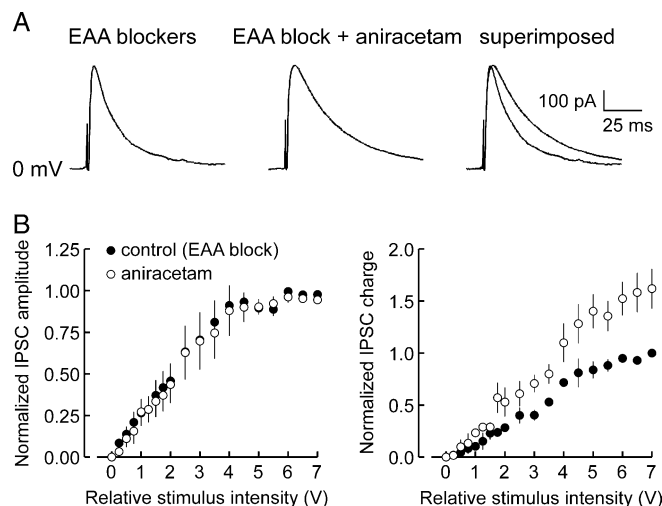 A
EAA blockers
EAA block + aniracetam
superimposed
100 pA
25 ms
0 mV
B
control (EAA block)
aniracetam
Normalized IPSC amplitude
1.25
1.00
0.75
0.50
0.25
0.00
0 1 2 3 4 5 6 7
Relative stimulus intensity (V)
Normalized IPSC charge
2.0
1.5
1.0
0.5
0.0
0 1 2 3 4 5 6 7
Relative stimulus intensity (V)